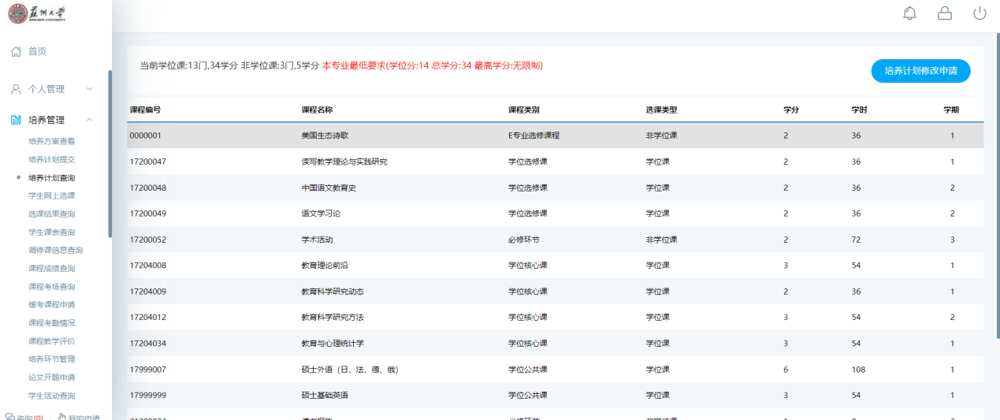 蘇州大学
SOOCHOW UNIVERSITY
首页
个人管理
培养管理
培养方案查看
培养计划提交
培养计划查询
学生网上选课
选课结果查询
学生课表查询
调停课信息查询
课程成绩查询
课程考场查询
缓考课程申请
课程考勤情况
课程教学评价
培养环节管理
论文开题申请
学生活动查询
咨询[0] 我的申请
当前学位课:13门,34学分 非学位课:3门,5学分 本专业最低要求(学位分:14 总学分:34 最高学分:无限制)
培养计划修改申请
课程编号 课程名称 课程类别 选课类型 学分 学时 学期
0000001 美国生态诗歌 E专业选修课程 非学位课 2 36 1
17200047 读写教学理论与实践研究 学位选修课 学位课 2 36 1
17200048 中国语文教育史 学位选修课 学位课 2 36 2
17200049 语文学习论 学位选修课 学位课 2 36 2
17200052 学术活动 必修环节 非学位课 2 72 3
17204008 教育理论前沿 学位核心课 学位课 3 54 1
17204009 教育科学研究动态 学位核心课 学位课 2 36 1
17204012 教育科学研究方法 学位核心课 学位课 3 54 2
17204034 教育与心理统计学 学位核心课 学位课 3 54 1
17999007 硕士外语（日、法、德、俄） 学位公共课 学位课 6 108 1
17999999 硕士基础英语 学位公共课 学位课 3 54 1